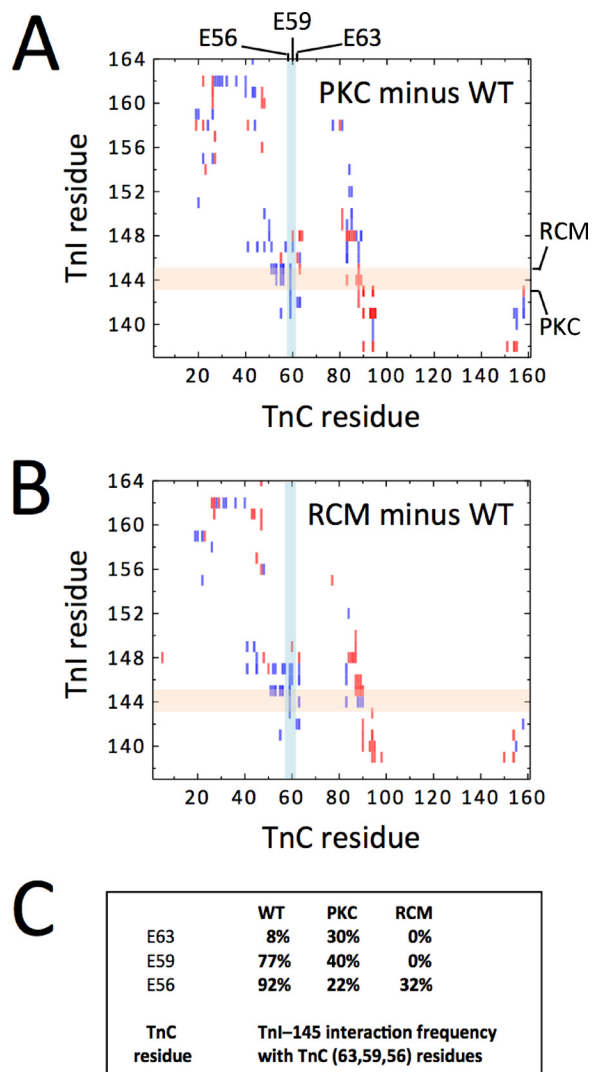 A
E56 E59 E63
PKC minus WT
164
160
156
152
148
144
140
TnI residue
RCM
PKC
20 40 60 80 100 120 140 160
TnC residue
B
RCM minus WT
164
160
156
152
148
144
140
TnI residue
20 40 60 80 100 120 140 160
TnC residue
C
WT PKC RCM
E63 8% 30% 0%
E59 77% 40% 0%
E56 92% 22% 32%
TnC TnI–145 interaction frequency
residue with TnC (63,59,56) residues